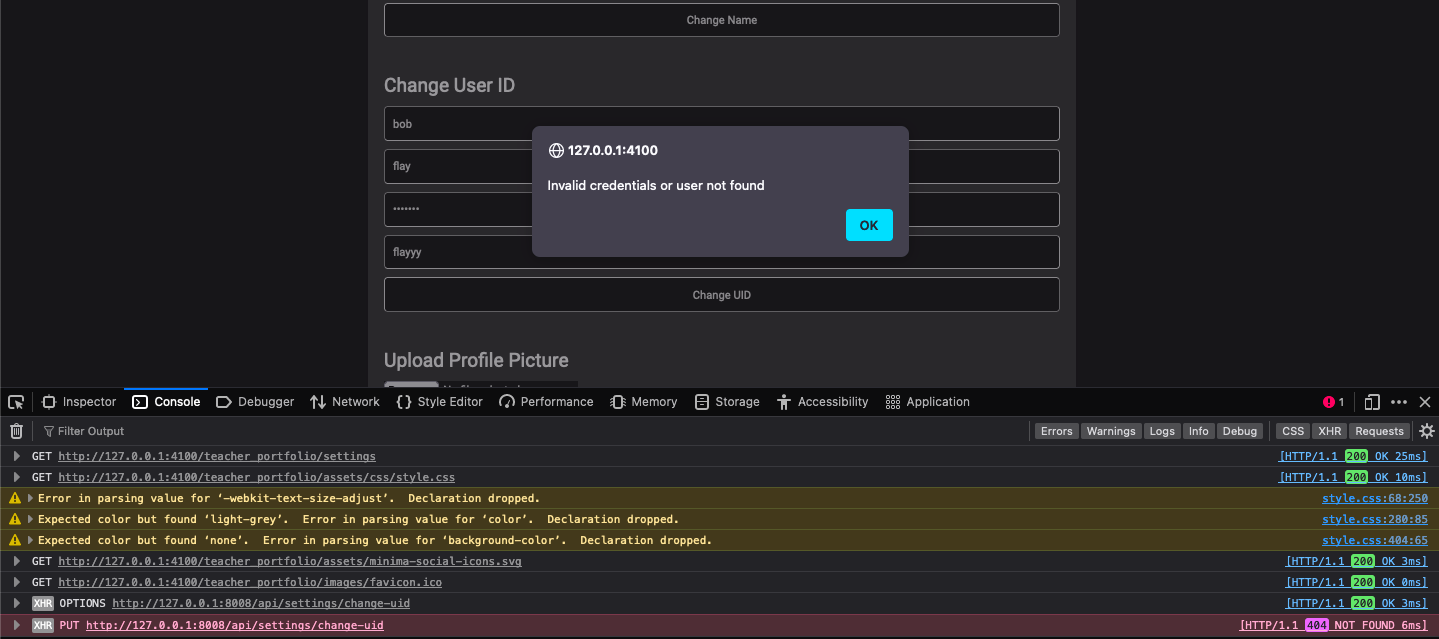 Change Name
Change User ID
bob
127.0.0.1:4100
flay
Invalid credentials or user not found
•••••••
OK
flayyy
Change UID
Upload Profile Picture
Inspector Console Debugger Network Style Editor Performance Memory Storage Accessibility Application 1
Filter Output Errors Warnings Logs Info Debug CSS XHR Requests
GET http://127.0.0.1:4100/teacher_portfolio/settings [HTTP/1.1 200 OK 25ms]
GET http://127.0.0.1:4100/teacher_portfolio/assets/css/style.css [HTTP/1.1 200 OK 10ms]
Error in parsing value for ‘-webkit-text-size-adjust’. Declaration dropped. style.css:68:250
Expected color but found ‘light-grey’. Error in parsing value for ‘color’. Declaration dropped. style.css:280:85
Expected color but found ‘none’. Error in parsing value for ‘background-color’. Declaration dropped. style.css:404:65
GET http://127.0.0.1:4100/teacher_portfolio/assets/minima-social-icons.svg [HTTP/1.1 200 OK 3ms]
GET http://127.0.0.1:4100/teacher_portfolio/images/favicon.ico [HTTP/1.1 200 OK 0ms]
XHR OPTIONS http://127.0.0.1:8008/api/settings/change-uid [HTTP/1.1 200 OK 3ms]
XHR PUT http://127.0.0.1:8008/api/settings/change-uid [HTTP/1.1 404 NOT FOUND 6ms]